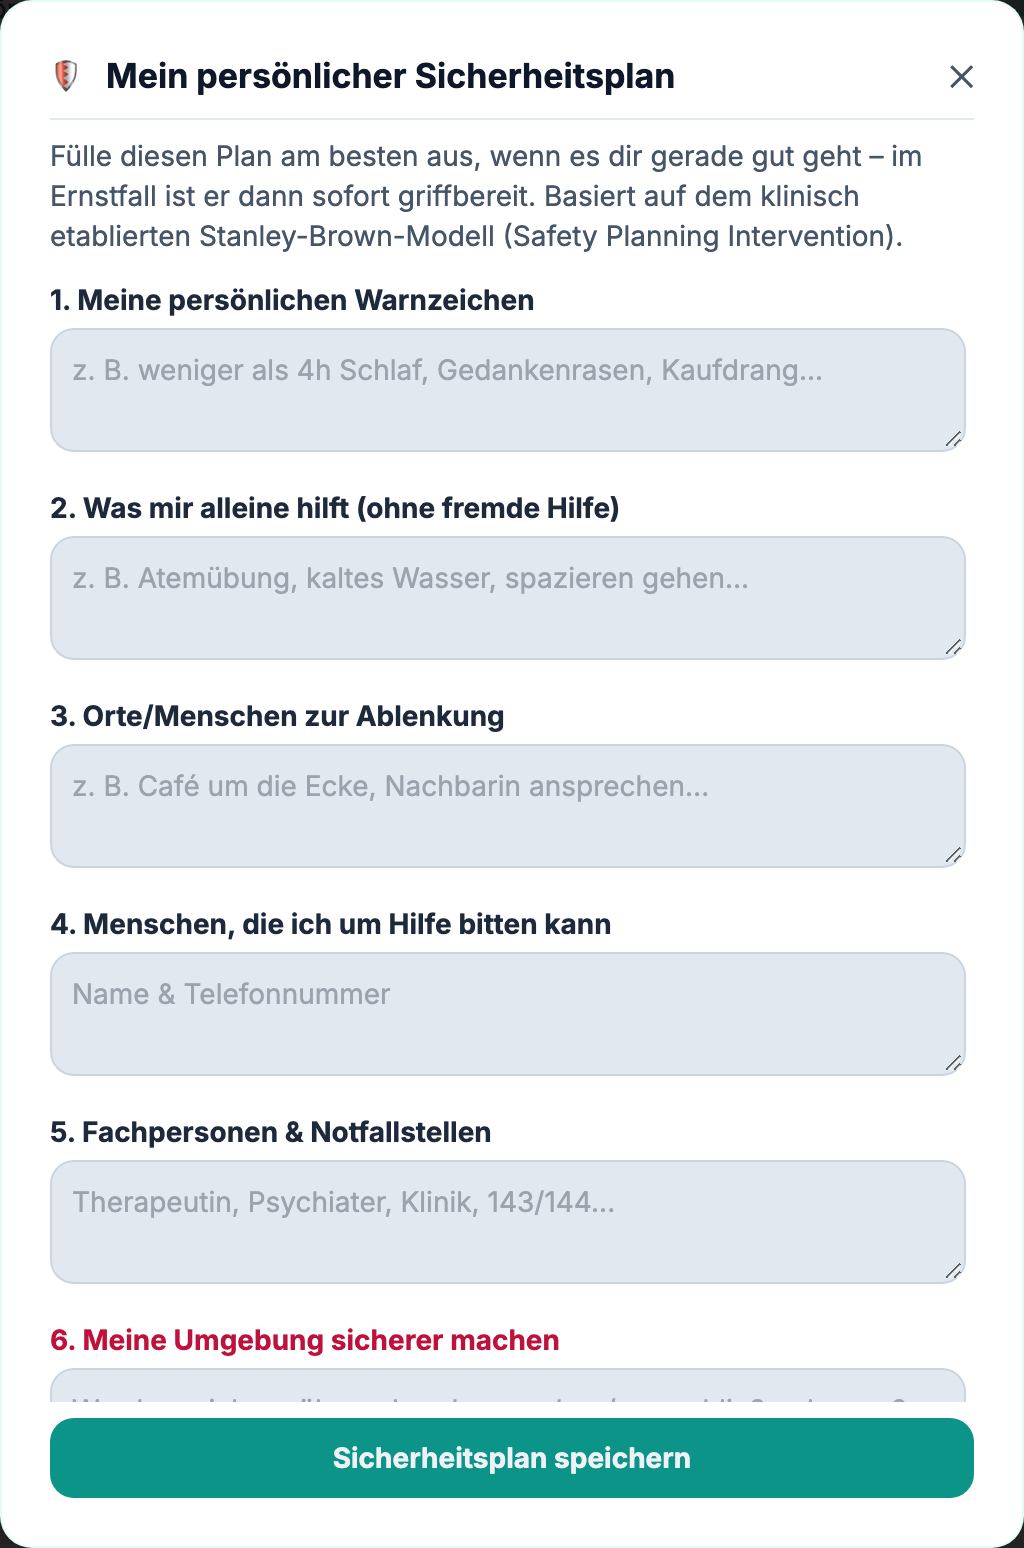 Mein persönlicher Sicherheitsplan
Fülle diesen Plan am besten aus, wenn es dir gerade gut geht – im
Ernstfall ist er dann sofort griffbereit. Basiert auf dem klinisch
etablierten Stanley-Brown-Modell (Safety Planning Intervention).
1. Meine persönlichen Warnzeichen
z. B. weniger als 4h Schlaf, Gedankenrasen, Kaufdrang...
2. Was mir alleine hilft (ohne fremde Hilfe)
z. B. Atemübung, kaltes Wasser, spazieren gehen...
3. Orte/Menschen zur Ablenkung
z. B. Café um die Ecke, Nachbarin ansprechen...
4. Menschen, die ich um Hilfe bitten kann
Name & Telefonnummer
5. Fachpersonen & Notfallstellen
Therapeutin, Psychiater, Klinik, 143/144...
6. Meine Umgebung sicherer machen
Sicherheitsplan speichern